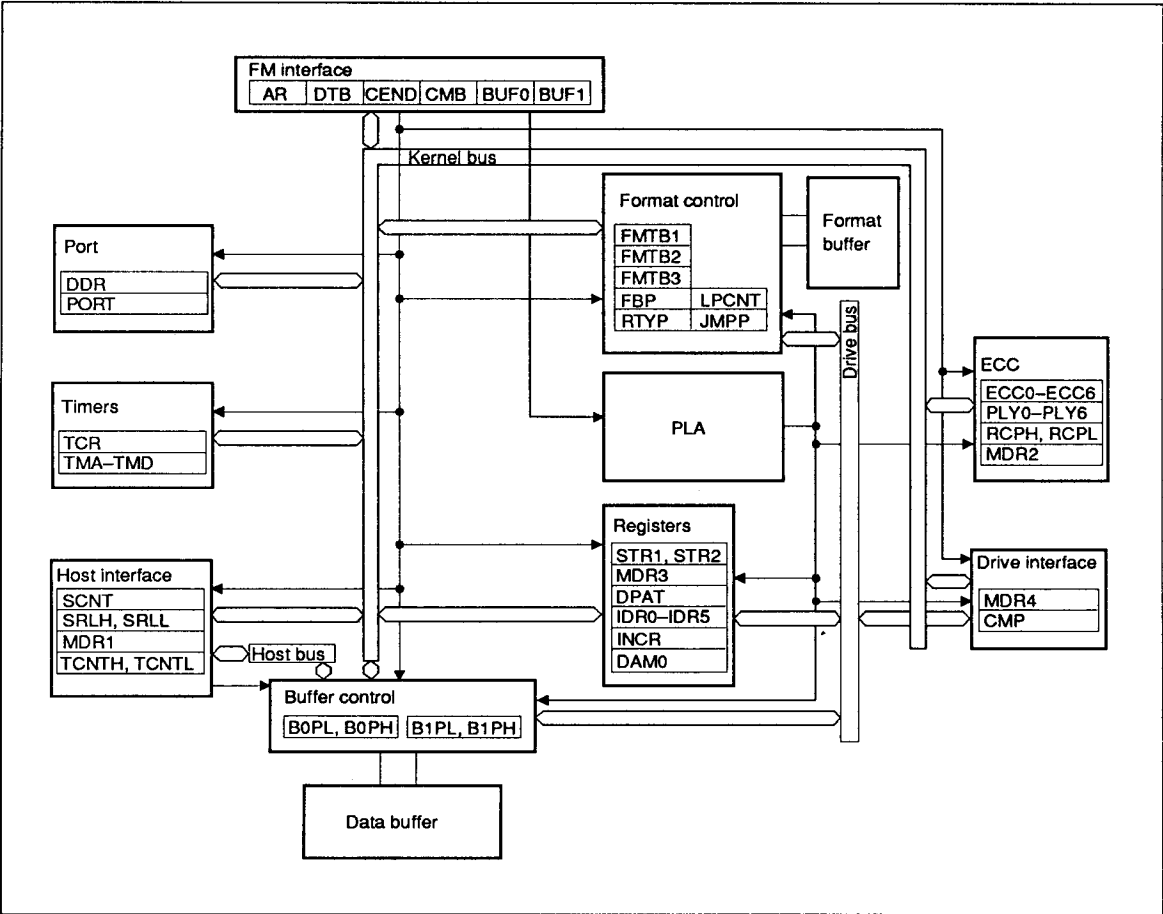 FM interface
AR DTB CEND CMB BUF0 BUF1
Kernel bus
Format control
FMTB1
FMTB2
FMTB3
FBP LPCNT
RTYP JMPP
Format
buffer
Port
DDR
PORT
Drive bus
ECC
ECC0–ECC6
PLY0–PLY6
RCPH, RCPL
MDR2
Timers
TCR
TMA–TMD
PLA
Registers
STR1, STR2
MDR3
DPAT
IDR0–IDR5
INCR
DAM0
Host interface
SCNT
SRLH, SRLL
MDR1
TCNTH, TCNTL
Host bus
Drive interface
MDR4
CMP
Buffer control
B0PL, B0PH B1PL, B1PH
Data buffer